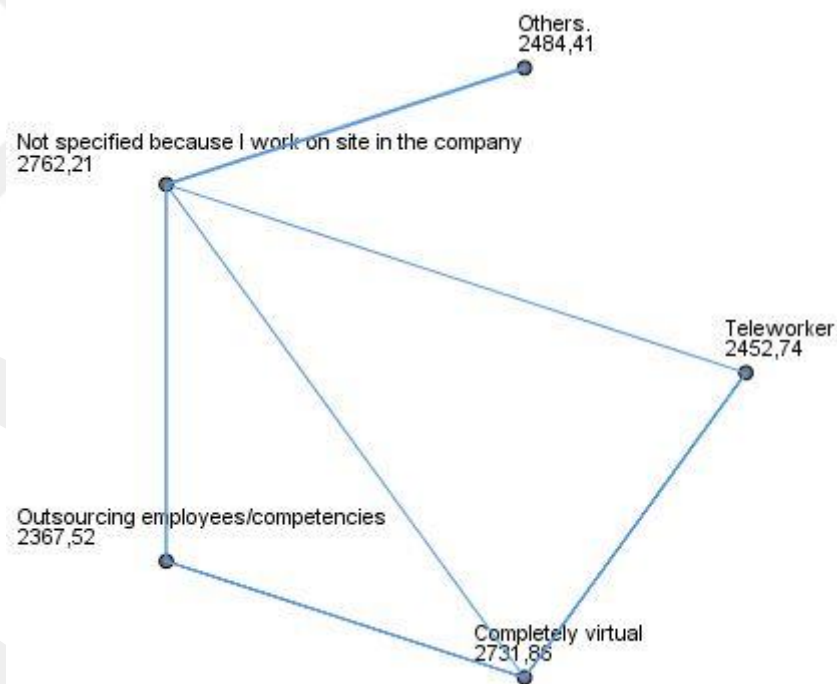 Others.
2484,41
Not specified because I work on site in the company
2762,21
Teleworker
2452,74
Outsourcing employees/competencies
2367,52
Completely virtual
2731,86